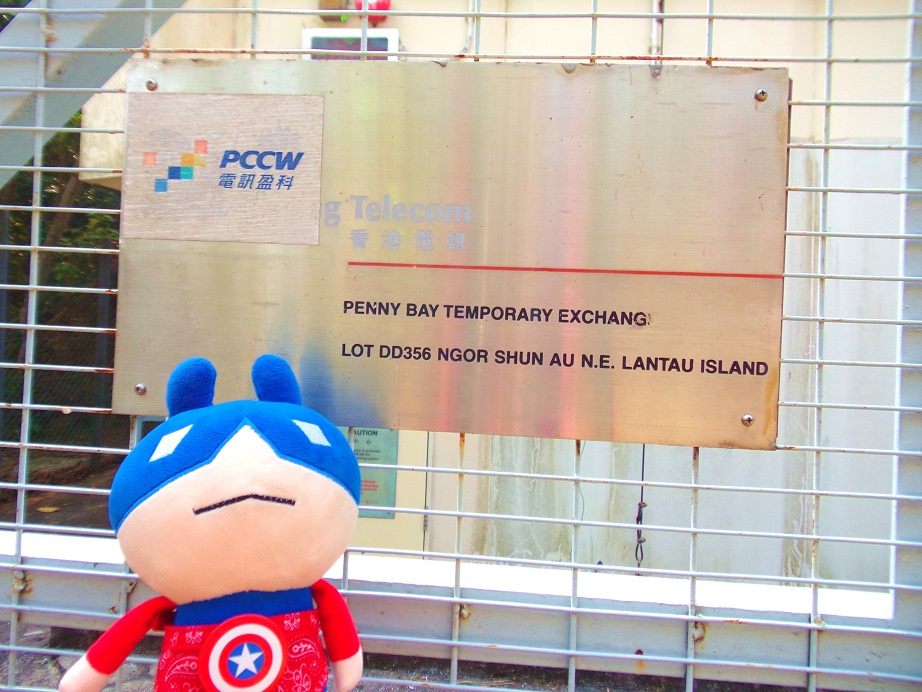 PCCW
電訊盈科
g Telecom
香港電訊
PENNY BAY TEMPORARY EXCHANG
LOT DD356 NGOR SHUN AU N.E. LANTAU ISLAND
CAUTION